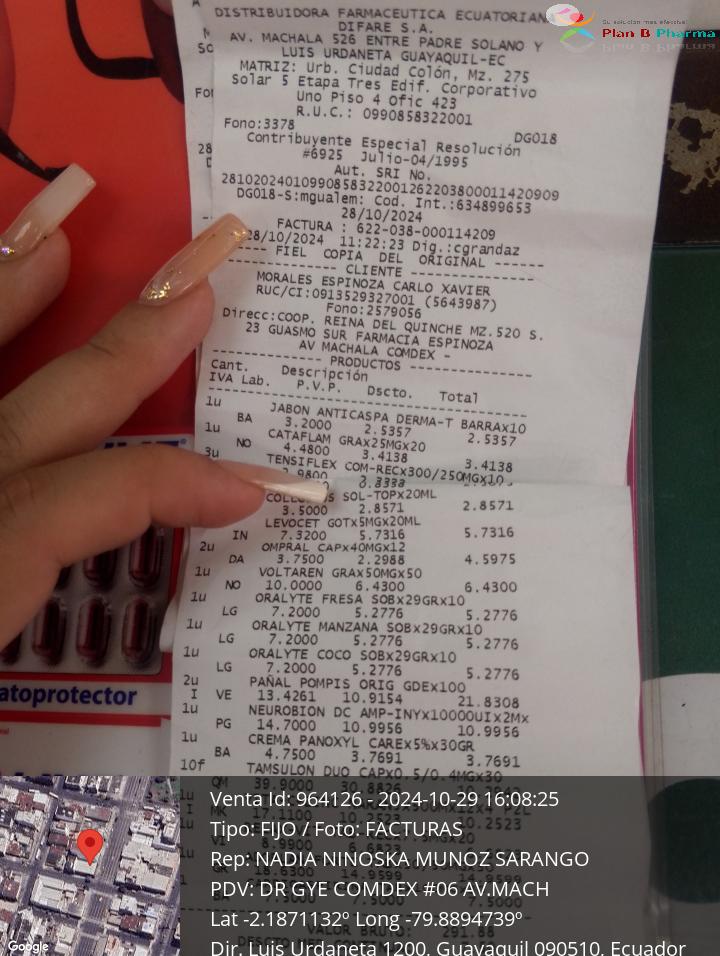 DISTRIBUIDORA FARMACEUTICA ECUATORIAN
DIFARE S.A.
AV. MACHALA 526 ENTRE PADRE SOLANO Y
LUIS URDANETA GUAYAQUIL-EC
MATRIZ: Urb. Ciudad Colón, Mz. 275
Solar 5 Etapa Tres Edif. Corporativo
Uno Piso 4 Ofic 423
R.U.C.: 0990858322001
Fono:3378 DG018
Contribuyente Especial Resolución
#6925 Julio-04/1995
Aut. SRI No.
2810202401099085832200126220380001142​0909
DG018-S:mgualem: Cod. Int.:634899653
28/10/2024
FACTURA : 622-038-000114209
28/10/2024 11:22:23 Dig.:cgrandaz
------ FIEL COPIA DEL ORIGINAL ------
CLIENTE
MORALES ESPINOZA CARLO XAVIER
RUC/CI:0913529327001 (5643987)
Fono:2579056
Direcc:COOP. REINA DEL QUINCHE MZ.520 S.
23 GUASMO SUR FARMACIA ESPINOZA
AV MACHALA COMDEX -
PRODUCTOS
Cant. Descripción
IVA Lab. P.V.P. Dscto. Total
1u JABON ANTICASPA DERMA-T BARRAx10
BA 3.2000 2.5357 2.5357
1u CATAFLAM GRAx25MGx20
NO 4.4800 3.4138 3.4138
3u TENSIFLEX COM-RECx300/250MGx10
SOL-TOPx20ML
3.5000 2.8571 2.8571
LEVOCET GOTx5MGx20ML
IN 7.3200 5.7316 5.7316
2u OMPRAL CAPx40MGx12
DA 3.7500 2.2988 4.5975
1u VOLTAREN GRAx50MGx50
NO 10.0000 6.4300 6.4300
1u ORALYTE FRESA SOBx29GRx10
LG 7.2000 5.2776 5.2776
1u ORALYTE MANZANA SOBx29GRx10
LG 7.2000 5.2776 5.2776
1u ORALYTE COCO SOBx29GRx10
LG 7.2000 5.2776 5.2776
2u PAÑAL POMPIS ORIG GDEx100
I VE 13.4261 10.9154 21.8308
1u NEUROBION DC AMP-INYx10000UIx2Mx
PG 14.7000 10.9956 10.9956
1u CREMA PANOXYL CAREx5%x30GR
BA 4.7500 3.7691 3.7691
10f TAMSULON DUO CAPx0.5/0.4MGx30
VALOR BRUTO:
Su solución más efectiva!
Plan B Pharma
atoprotector
Venta Id: 964126 - 2024-10-29 16:08:25
Tipo: FIJO / Foto: FACTURAS
Rep: NADIA NINOSKA MUNOZ SARANGO
PDV: DR GYE COMDEX #06 AV.MACH
Lat -2.1871132º Long -79.8894739º
Dir. Luis Urdaneta 1200, Guayaquil 090510, Ecuador
Google